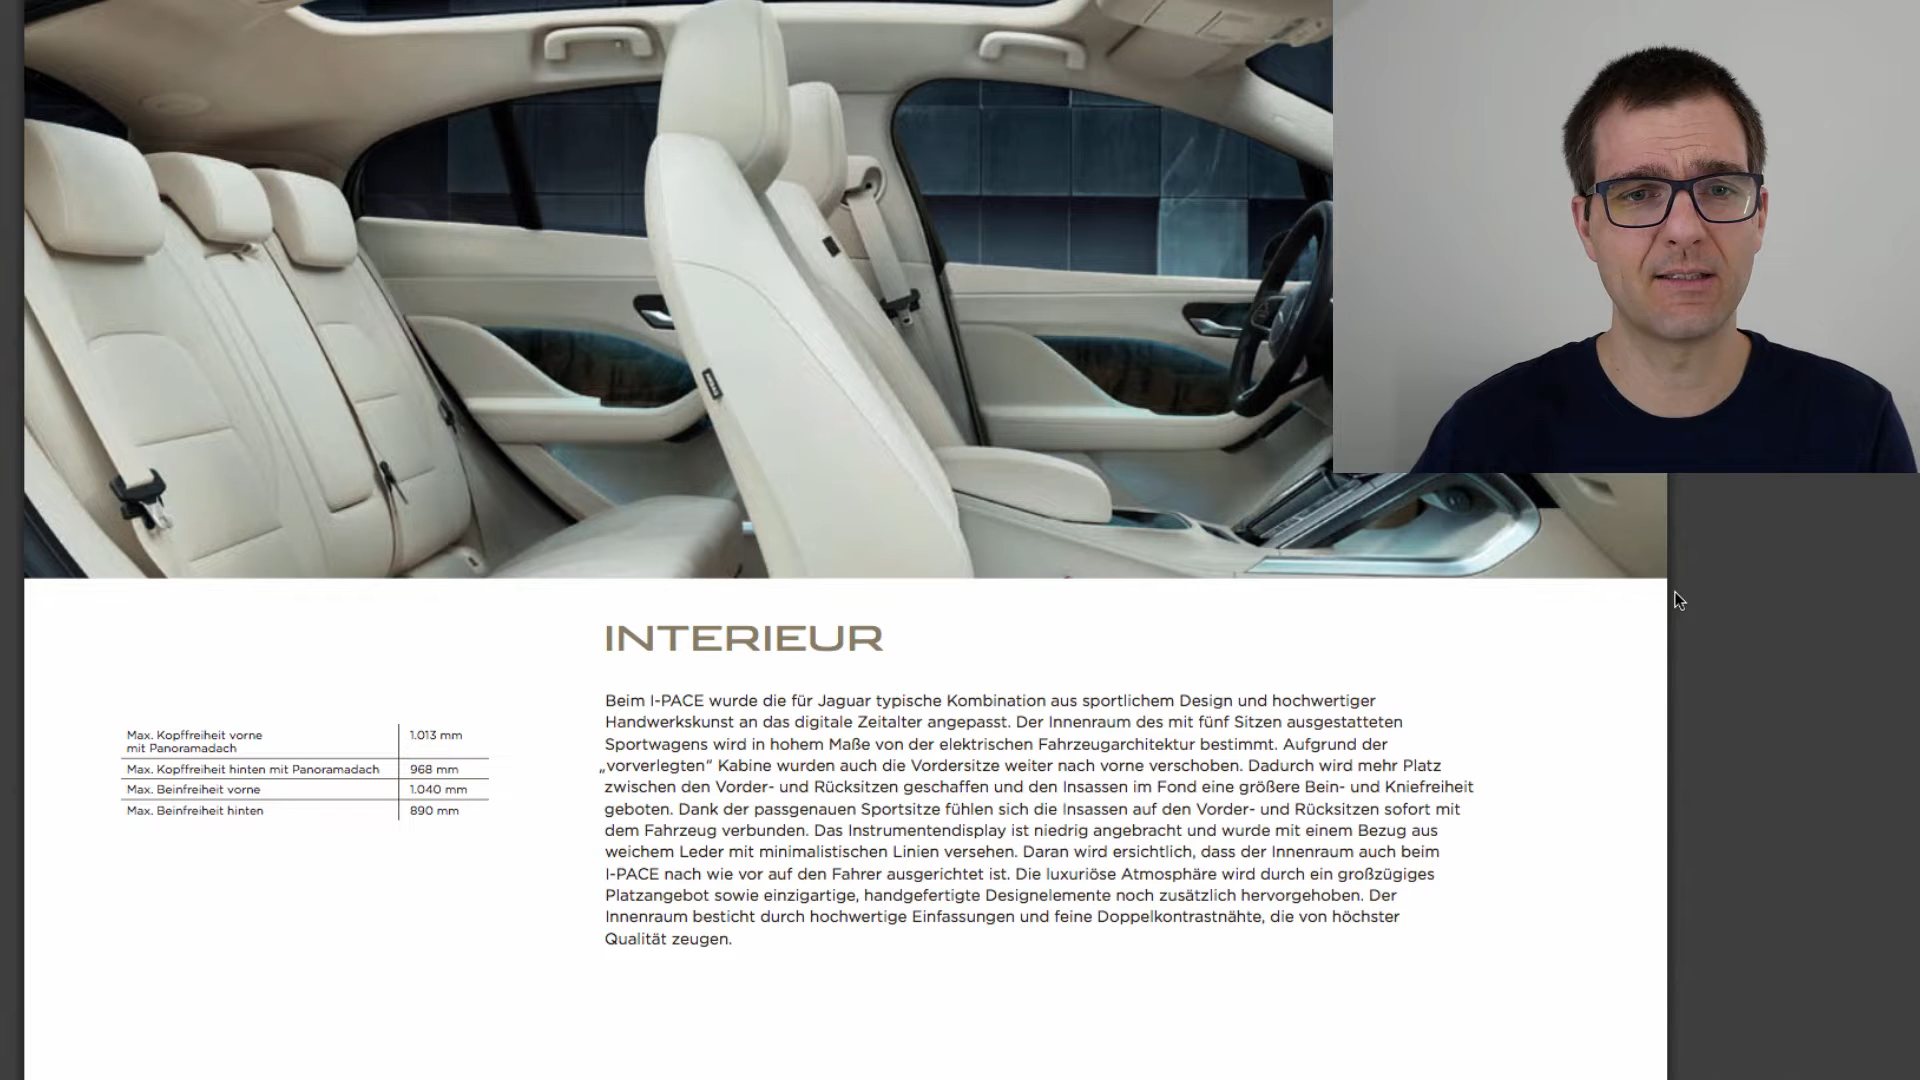 INTERIEUR
Max. Kopffreiheit vorne
mit Panoramadach
1.013 mm
Max. Kopffreiheit hinten mit Panoramadach 968 mm
Max. Beinfreiheit vorne 1.040 mm
Max. Beinfreiheit hinten 890 mm
Beim I-PACE wurde die für Jaguar typische Kombination aus sportlichem Design und hochwertiger
Handwerkskunst an das digitale Zeitalter angepasst. Der Innenraum des mit fünf Sitzen ausgestatteten
Sportwagens wird in hohem Maße von der elektrischen Fahrzeugarchitektur bestimmt. Aufgrund der
„vorverlegten“ Kabine wurden auch die Vordersitze weiter nach vorne verschoben. Dadurch wird mehr Platz
zwischen den Vorder- und Rücksitzen geschaffen und den Insassen im Fond eine größere Bein- und Kniefreiheit
geboten. Dank der passgenauen Sportsitze fühlen sich die Insassen auf den Vorder- und Rücksitzen sofort mit
dem Fahrzeug verbunden. Das Instrumentendisplay ist niedrig angebracht und wurde mit einem Bezug aus
weichem Leder mit minimalistischen Linien versehen. Daran wird ersichtlich, dass der Innenraum auch beim
I-PACE nach wie vor auf den Fahrer ausgerichtet ist. Die luxuriöse Atmosphäre wird durch ein großzügiges
Platzangebot sowie einzigartige, handgefertigte Designelemente noch zusätzlich hervorgehoben. Der
Innenraum besticht durch hochwertige Einfassungen und feine Doppelkontrastnähte, die von höchster
Qualität zeugen.